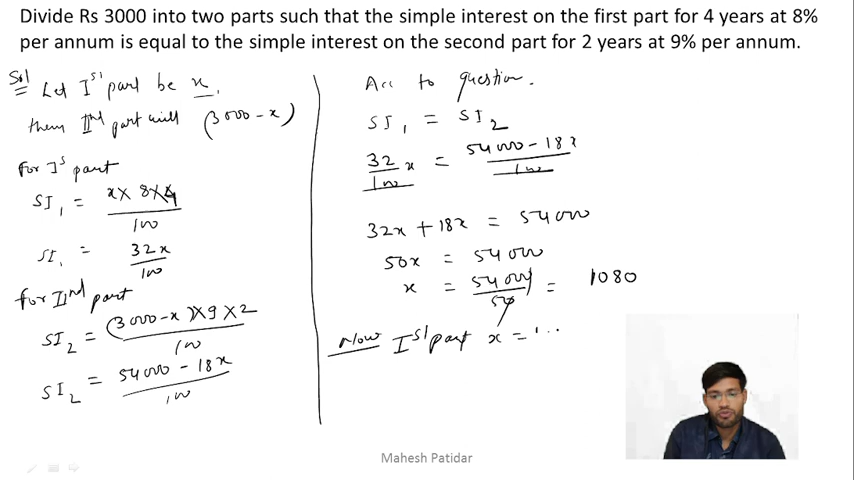 Divide Rs 3000 into two parts such that the simple interest on the first part for 4 years at 8%
per annum is equal to the simple interest on the second part for 2 years at 9% per annum.
Sol Let Ist part be x,
then IInd part will (3000-x)
for Ist part
SI1 = x × 8 × 4 / 100
SI1 = 32x / 100
for IInd part
SI2 = (3000-x) × 9 × 2 / 100
SI2 = 54000 - 18x / 100
Acc to question.
SI1 = SI2
32/100 x = 54000 - 18x / 100
32x + 18x = 54000
50x = 54000
x = 54000 / 50 = 1080
Now Ist part x = ...
Mahesh Patidar